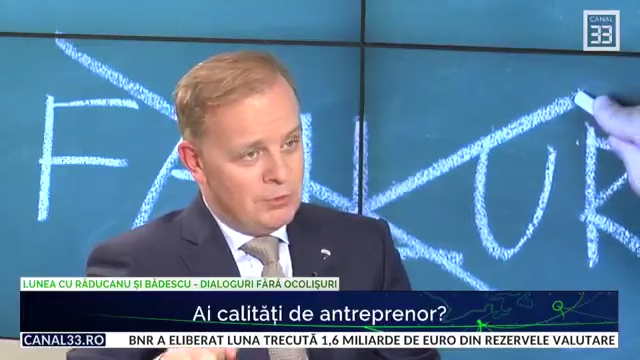 CANAL
33
LUNEA CU RĂDUCANU ȘI BĂDESCU - DIALOGURI FĂRĂ OCOLIȘURI
Ai calități de antreprenor?
CANAL33.RO
BNR A ELIBERAT LUNA TRECUTĂ 1,6 MILIARDE DE EURO DIN REZERVELE VALUTARE